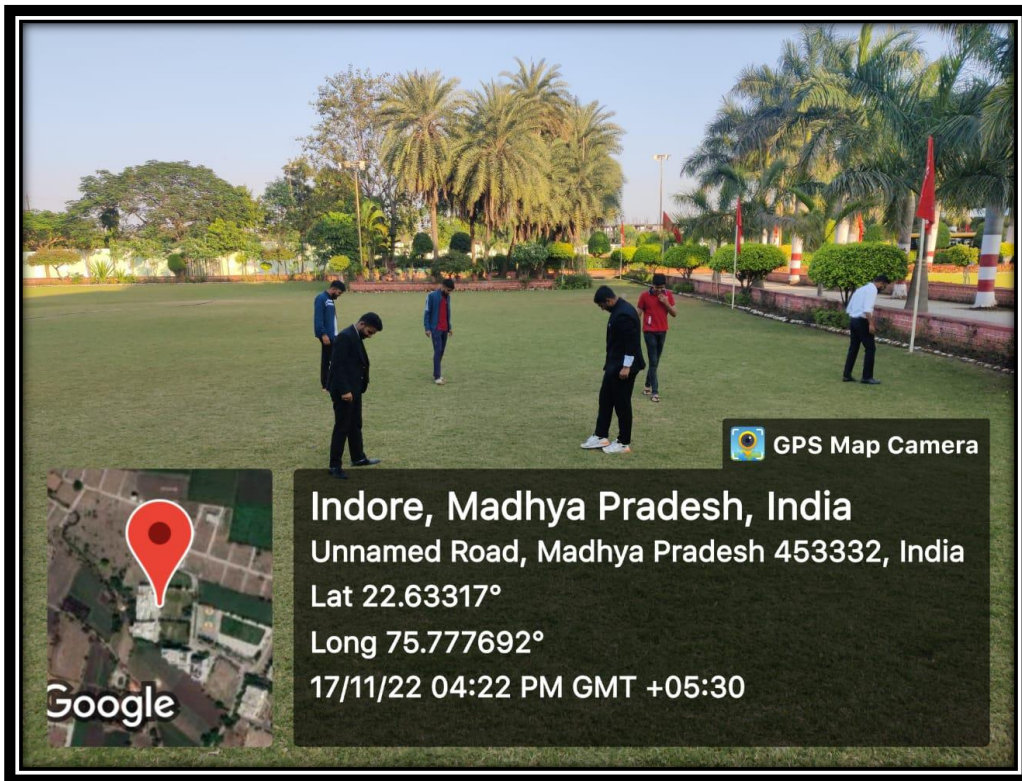 GPS Map Camera
Indore, Madhya Pradesh, India
Unnamed Road, Madhya Pradesh 453332, India
Lat 22.63317°
Long 75.777692°
17/11/22 04:22 PM GMT +05:30
Google